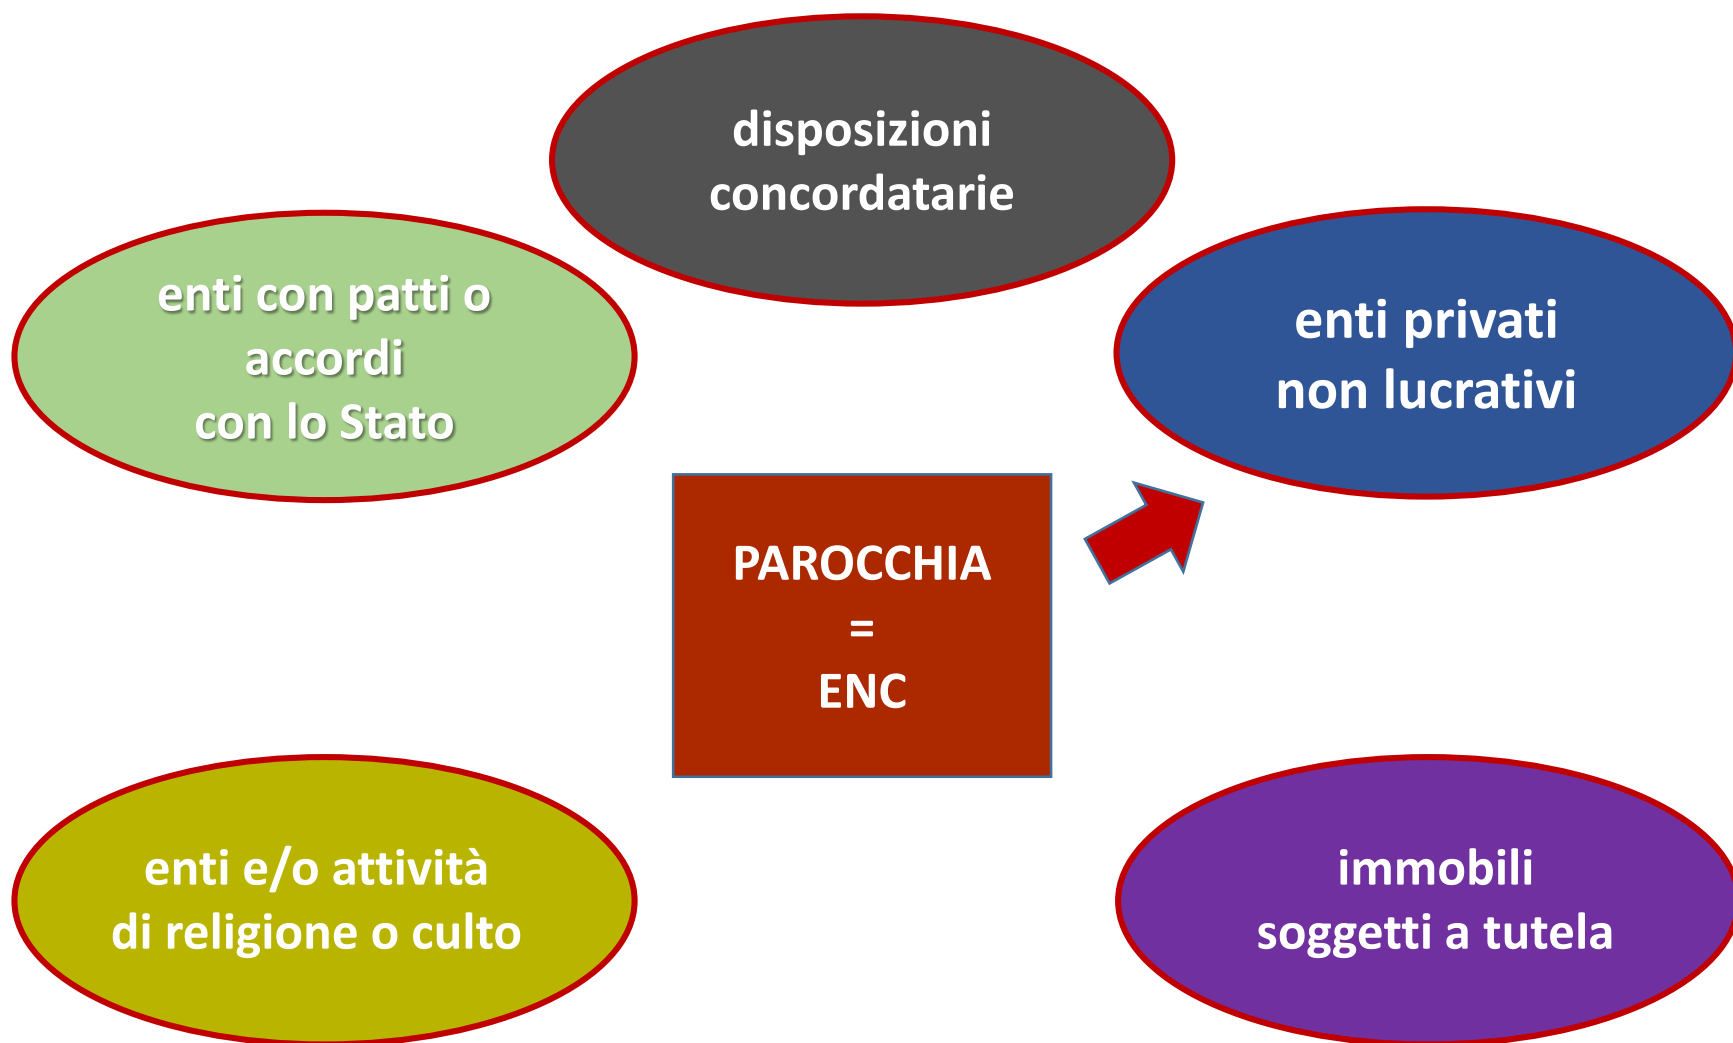 disposizioni
concordatarie
enti con patti o
accordi
con lo Stato
enti privati
non lucrativi
PAROCCHIA
=
ENC
enti e/o attività
di religione o culto
immobili
soggetti a tutela